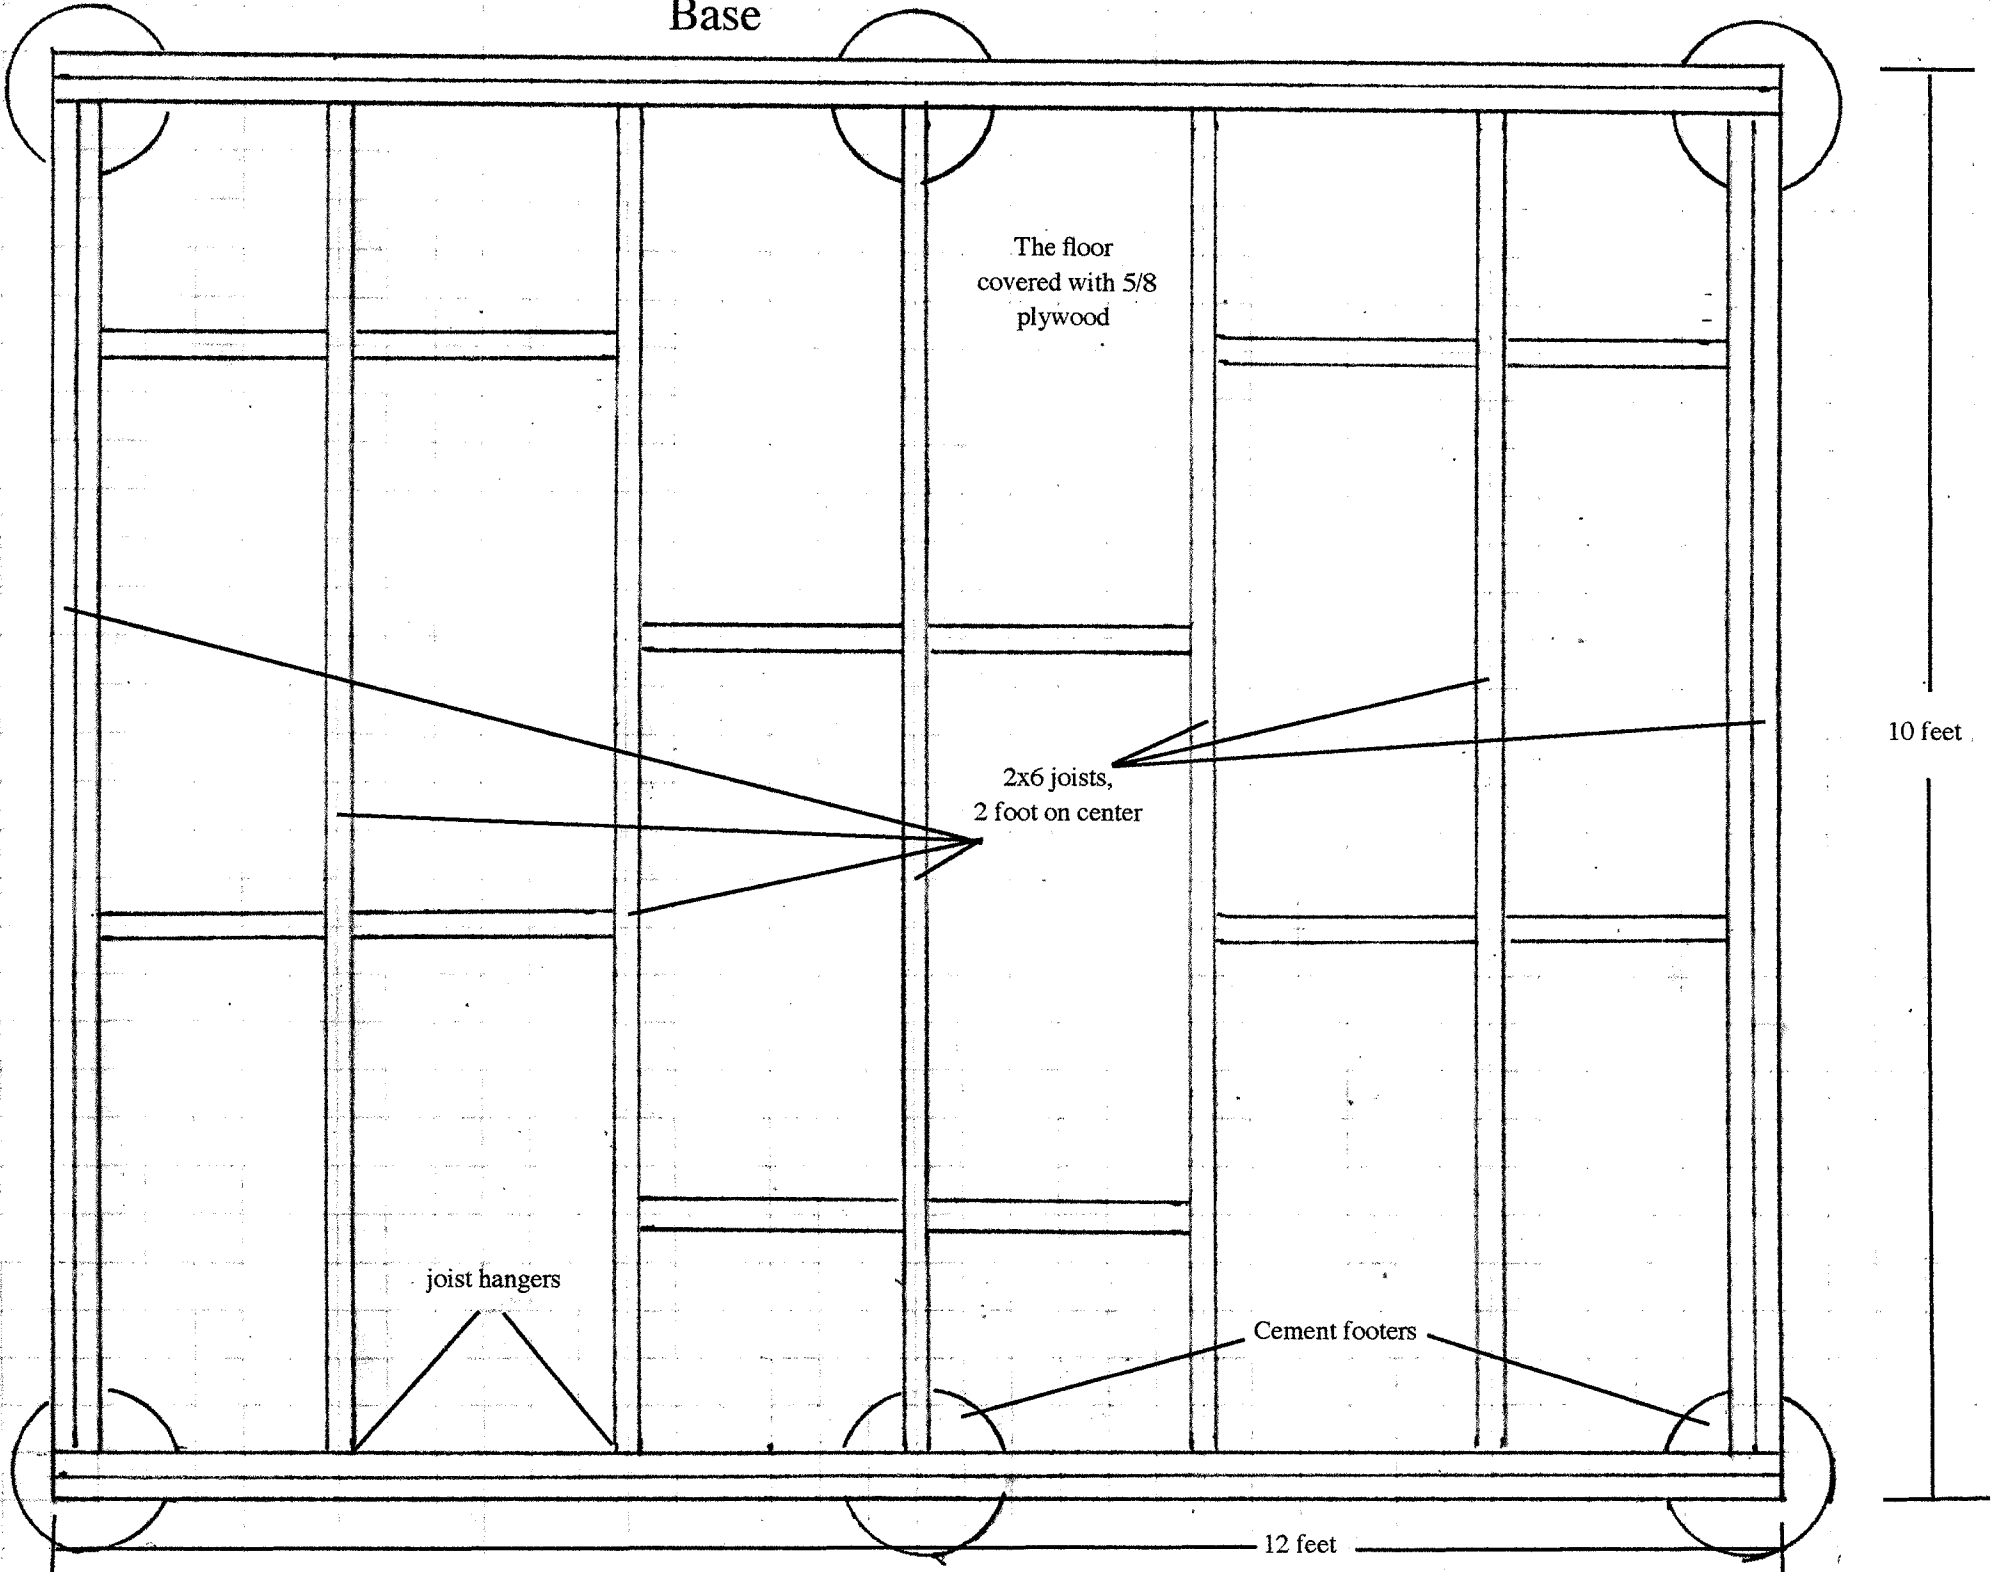 Base
The floor
covered with 5/8
plywood
10 feet
2x6 joists,
2 foot on center
joist hangers
Cement footers
12 feet